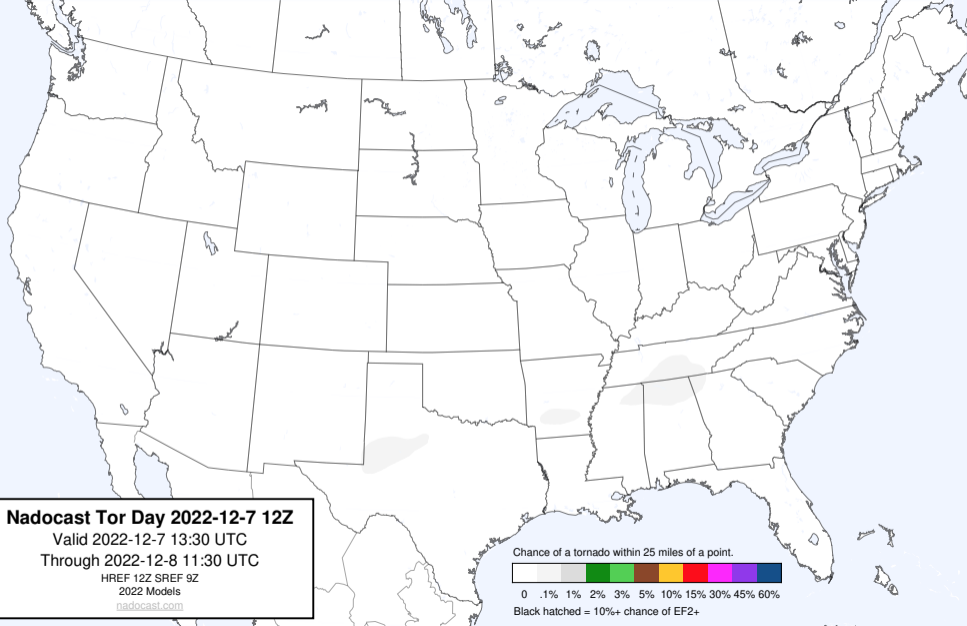 Nadocast Tor Day 2022-12-7 12Z
Valid 2022-12-7 13:30 UTC
Through 2022-12-8 11:30 UTC
HREF 12Z SREF 9Z
2022 Models
nadocast.com
Chance of a tornado within 25 miles of a point.
0 .1% 1% 2% 3% 5% 10% 15% 30% 45% 60%
Black hatched = 10%+ chance of EF2+